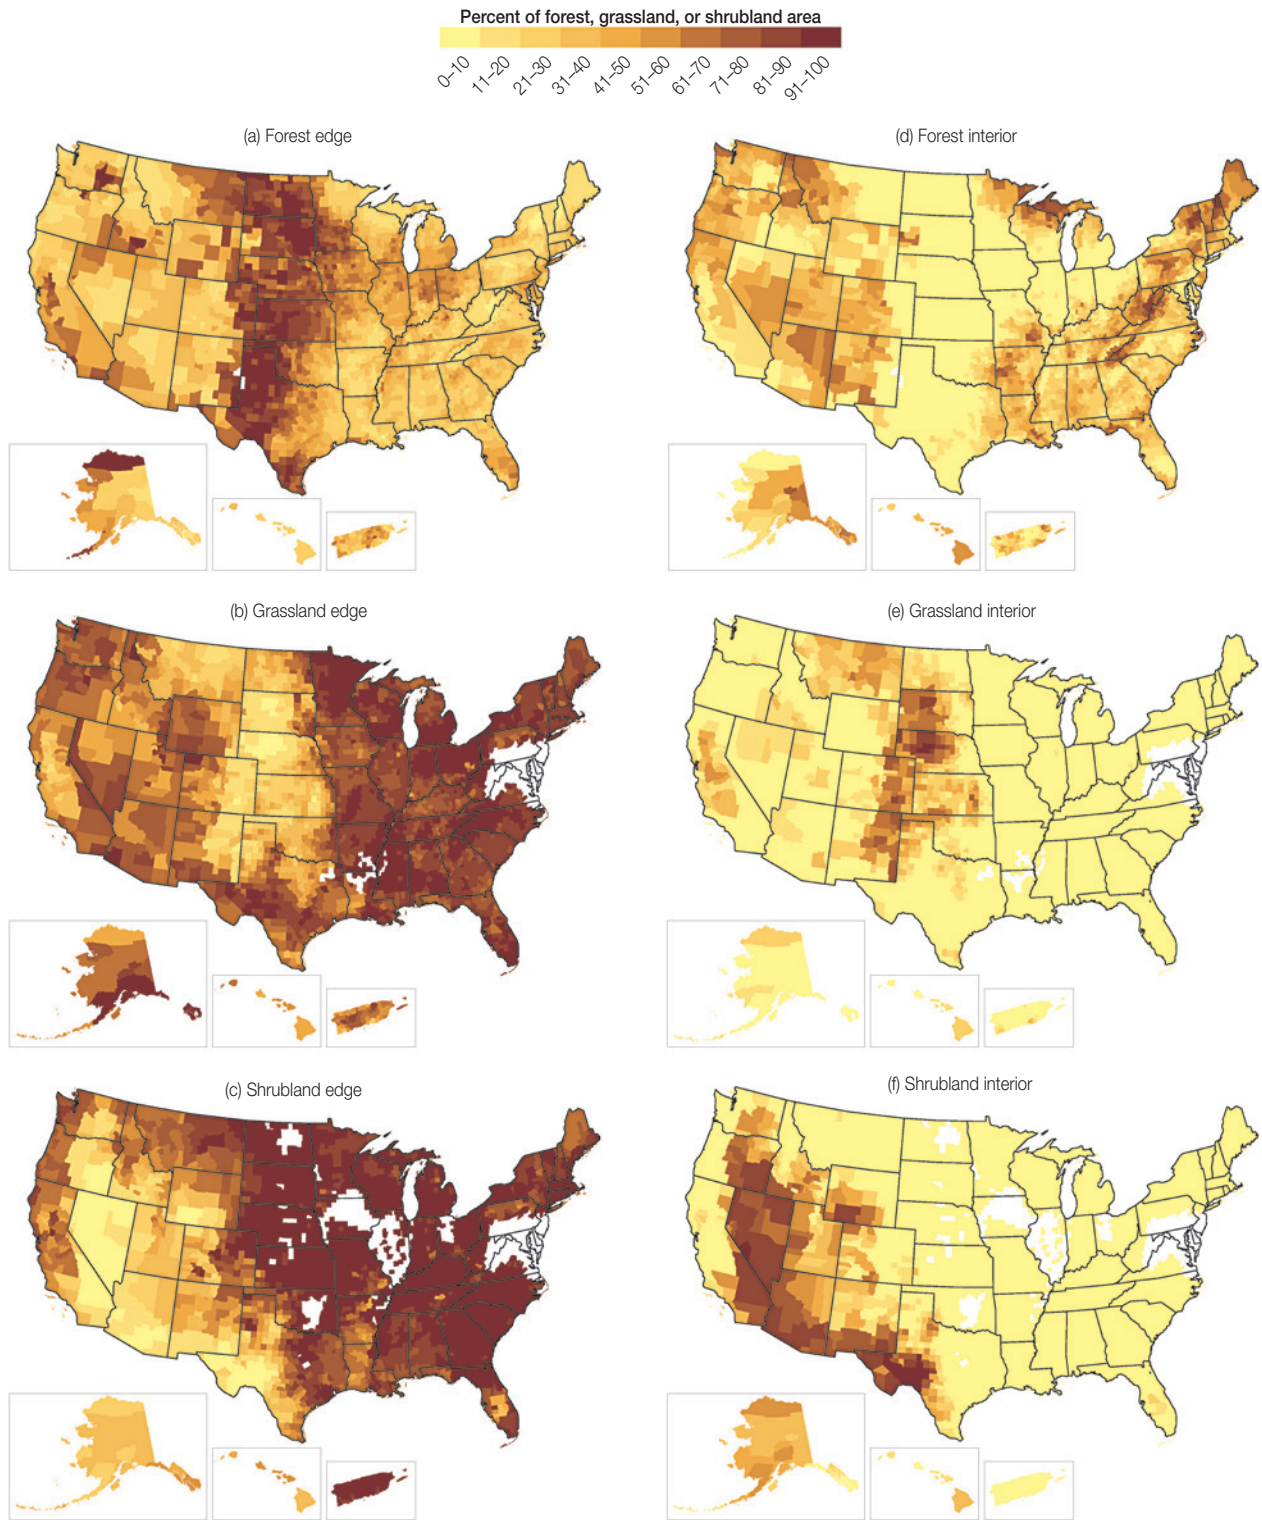 Percent of forest, grassland, or shrubland area
0–10
11–20
21–30
31–40
41–50
51–60
61–70
71–80
81–90
91–100
(a) Forest edge
(d) Forest interior
(b) Grassland edge
(e) Grassland interior
(c) Shrubland edge
(f) Shrubland interior